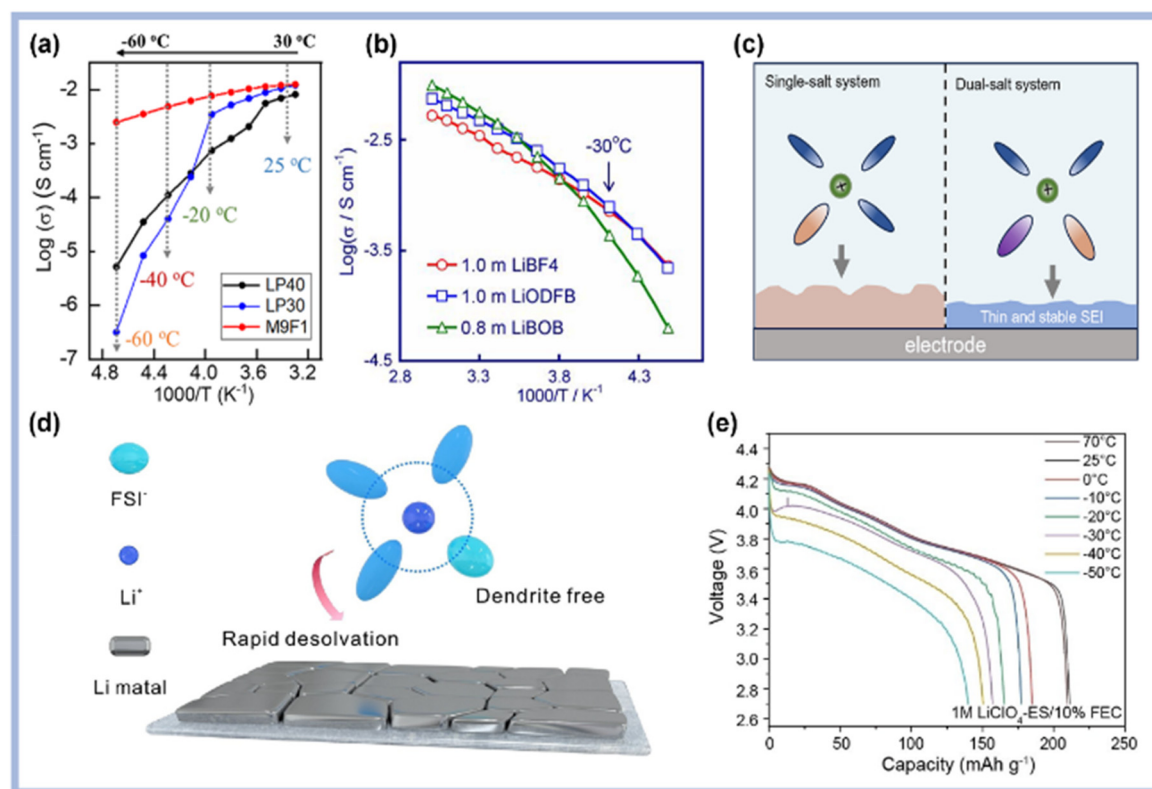 (a)
-60 ℃
30 ℃
Log (σ) (S cm⁻¹)
-2
-3
-4
-5
-6
-7
25 ℃
-20 ℃
-40 ℃
-60 ℃
LP40
LP30
M9F1
4.8 4.4 4.0 3.6 3.2
1000/T (K⁻¹)
(b)
Log(σ / S cm⁻¹)
-2.5
-3.5
-4.5
-30°C
1.0 m LiBF4
1.0 m LiODFB
0.8 m LiBOB
2.8 3.3 3.8 4.3
1000/T / K⁻¹
(c)
Single-salt system
Dual-salt system
+
+
Thin and stable SEI
electrode
(d)
FSI⁻
Li⁺
Li matal
Dendrite free
Rapid desolvation
(e)
Voltage (V)
4.4
4.2
4.0
3.8
3.6
3.4
3.2
3.0
2.8
2.6
70°C
25°C
0°C
-10°C
-20°C
-30°C
-40°C
-50°C
1M LiClO₄-ES/10% FEC
0 50 100 150 200 250
Capacity (mAh g⁻¹)